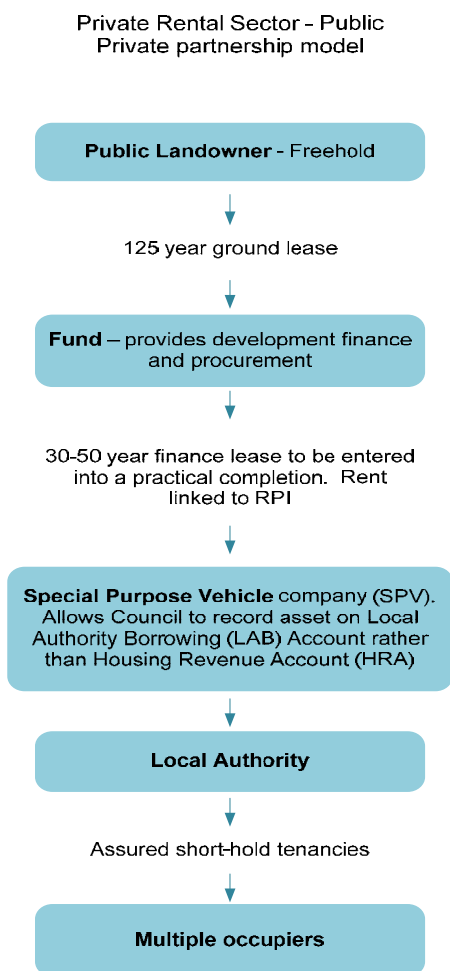 Private Rental Sector - Public
Private partnership model
Public Landowner - Freehold
125 year ground lease
Fund – provides development finance
and procurement
30-50 year finance lease to be entered
into a practical completion. Rent
linked to RPI
Special Purpose Vehicle company (SPV).
Allows Council to record asset on Local
Authority Borrowing (LAB) Account rather
than Housing Revenue Account (HRA)
Local Authority
Assured short-hold tenancies
Multiple occupiers